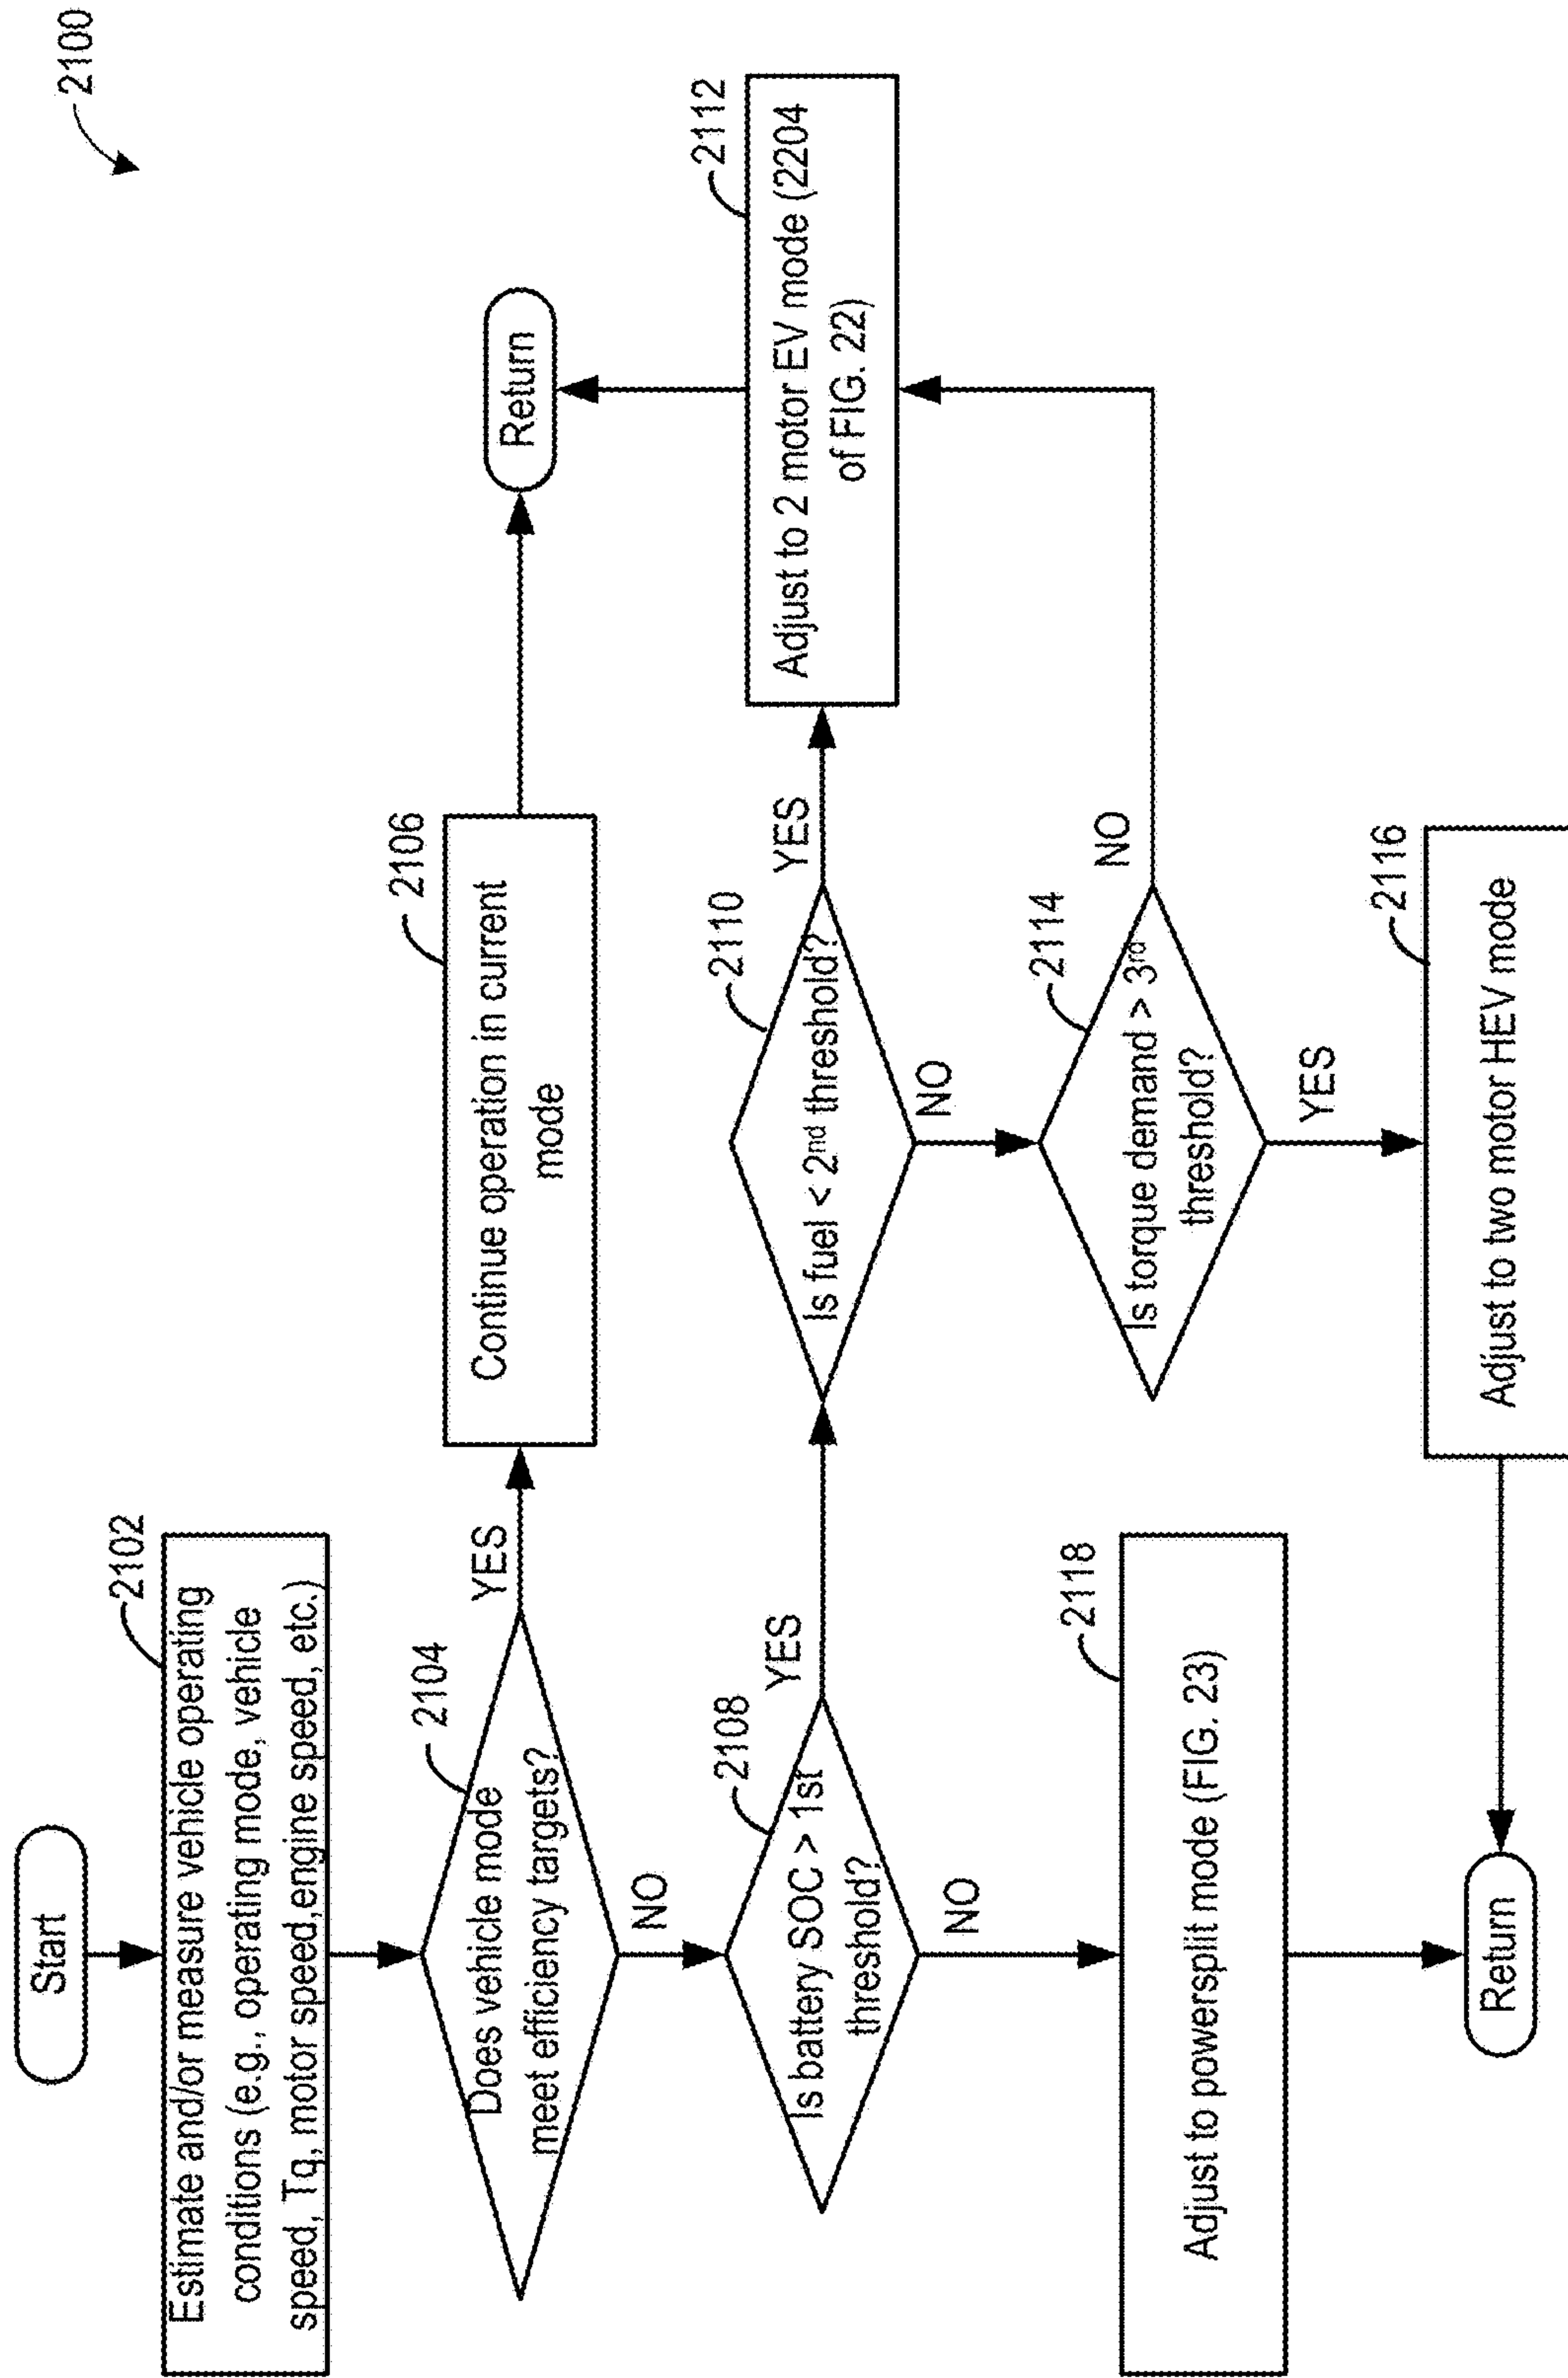 2100
Start
2102
Estimate and/or measure vehicle operating
conditions (e.g., operating mode, vehicle
speed, Tq, motor speed,engine speed, etc.)
2104
Does vehicle mode
meet efficiency targets?
YES
2106
Continue operation in current
mode
Return
NO
2108
Is battery SOC > 1st
threshold?
YES
2110
Is fuel < 2nd threshold?
YES
2112
Adjust to 2 motor EV mode (2204
of FIG. 22)
NO
2114
Is torque demand > 3rd
threshold?
NO
YES
2116
Adjust to two motor HEV mode
NO
2118
Adjust to powersplit mode (FIG. 23)
Return